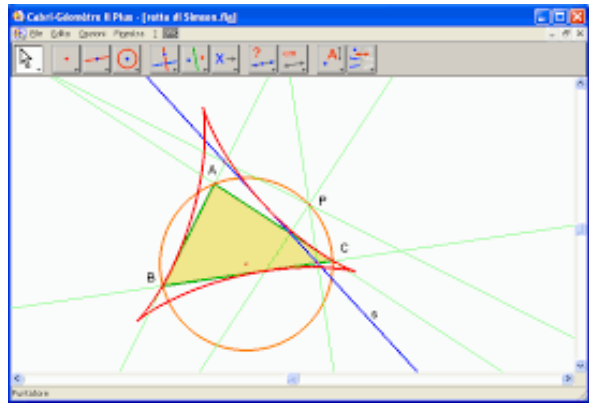 Cabri-Géomètre II Plus - [retta di Simson.fig]
File Edita Opzioni Finestra ?
A
P
C
B
s
Puntatore